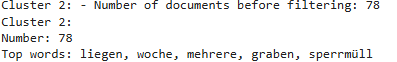 Cluster 2: - Number of documents before filtering: 78
Cluster 2:
Number: 78
Top words: liegen, woche, mehrere, graben, sperrmüll